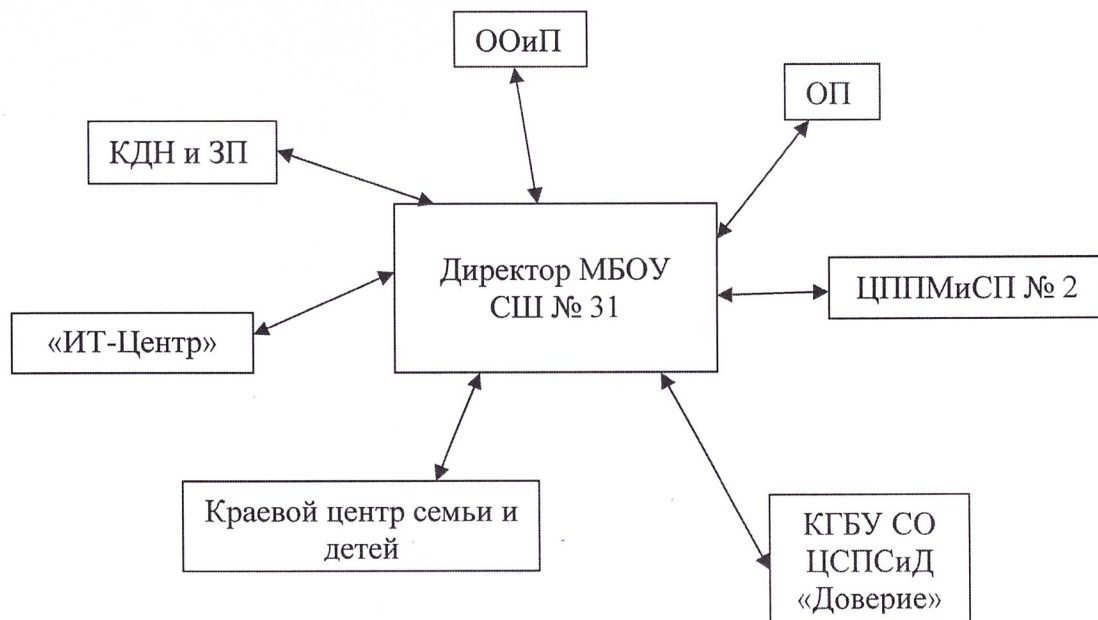 ООиП
ОП
КДН и ЗП
Директор МБОУ
СШ № 31
ЦППМиСП № 2
«ИТ-Центр»
Краевой центр семьи и
детей
КГБУ СО
ЦСПСиД
«Доверие»